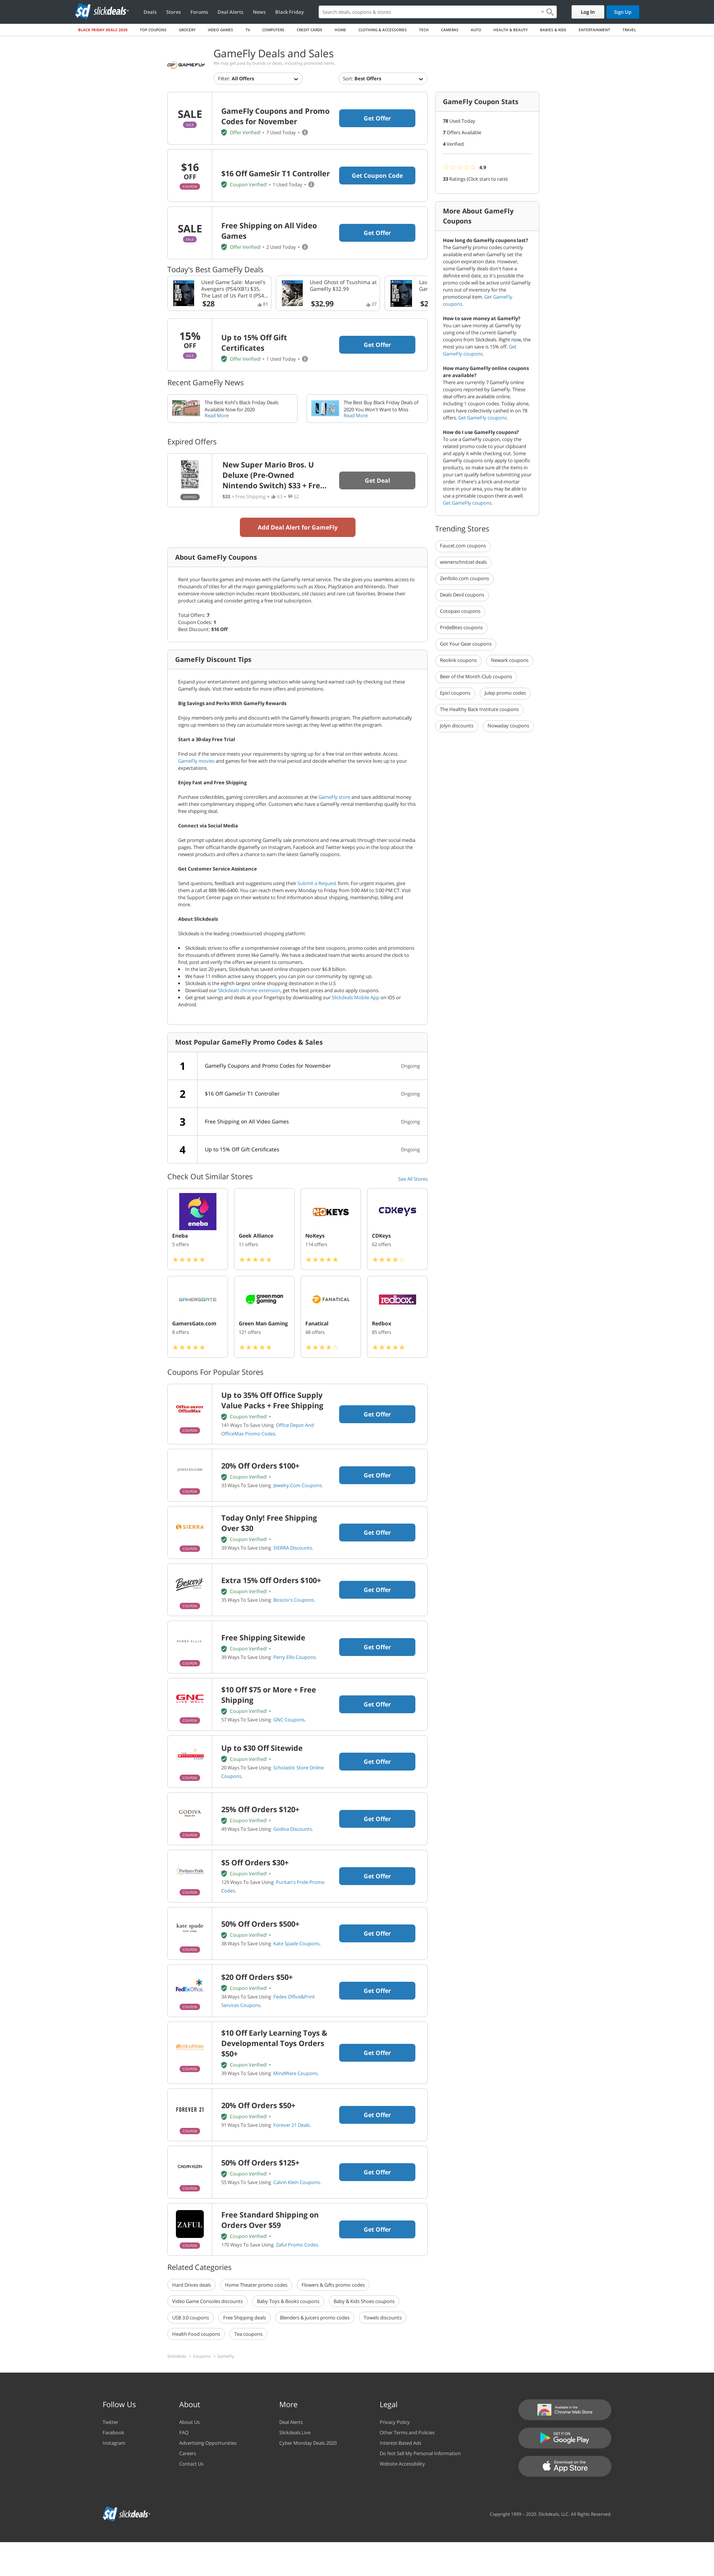 sd slickdeals
Deals Stores Forums Deal Alerts News Black Friday
Search deals, coupons & stores
Log In Sign Up
BLACK FRIDAY DEALS 2020 TOP COUPONS GROCERY VIDEO GAMES TV COMPUTERS CREDIT CARDS HOME CLOTHING & ACCESSORIES TECH CAMERAS AUTO HEALTH & BEAUTY BABIES & KIDS ENTERTAINMENT TRAVEL
GAMEFLY
GameFly Deals and Sales
We may get paid by brands or deals, including promoted items.
Filter: All Offers
Sort: Best Offers
SALE
SALE
GameFly Coupons and Promo
Codes for November
Offer Verified! • 7 Used Today •
Get Offer
$16
OFF
COUPON
$16 Off GameSir T1 Controller
Coupon Verified! • 1 Used Today •
Get Coupon Code
SALE
SALE
Free Shipping on All Video
Games
Offer Verified! • 2 Used Today •
Get Offer
Today's Best GameFly Deals
Used Game Sale: Marvel's
Avengers (PS4/XB1) $35,
The Last of Us Part II (PS4...
$28 81
Used Ghost of Tsushima at
GameFly $32.99
$32.99 27
Las
Gar
$2
15%
OFF
SALE
Up to 15% Off Gift
Certificates
Offer Verified! • 1 Used Today •
Get Offer
Recent GameFly News
The Best Kohl's Black Friday Deals
Available Now for 2020
Read More
The Best Buy Black Friday Deals of
2020 You Won't Want to Miss
Read More
Expired Offers
EXPIRED
New Super Mario Bros. U
Deluxe (Pre-Owned
Nintendo Switch) $33 + Fre...
$33 • Free Shipping • 63 • 62
Get Deal
Add Deal Alert for GameFly
About GameFly Coupons
Rent your favorite games and movies with the GameFly rental service. The site gives you seamless access to
thousands of titles for all the major gaming platforms such as Xbox, PlayStation and Nintendo. Their
extensive movie selection includes recent blockbusters, old classics and rare cult favorites. Browse their
product catalog and consider getting a free trial subscription.
Total Offers: 7
Coupon Codes: 1
Best Discount: $16 Off
GameFly Discount Tips
Expand your entertainment and gaming selection while saving hard earned cash by checking out these
GameFly deals. Visit their website for more offers and promotions.
Big Savings and Perks With GameFly Rewards
Enjoy members-only perks and discounts with the GameFly Rewards program. The platform automatically
signs up members so they can accumulate more savings as they level up within the program.
Start a 30-day Free Trial
Find out if the service meets your requirements by signing up for a free trial on their website. Access
GameFly movies and games for free with the trial period and decide whether the service lives up to your
expectations.
Enjoy Fast and Free Shipping
Purchase collectibles, gaming controllers and accessories at the GameFly store and save additional money
with their complimentary shipping offer. Customers who have a GameFly rental membership qualify for this
free shipping deal.
Connect via Social Media
Get prompt updates about upcoming GameFly sale promotions and new arrivals through their social media
pages. Their official handle @gamefly on Instagram, Facebook and Twitter keeps you in the loop about the
newest products and offers a chance to earn the latest GameFly coupons.
Get Customer Service Assistance
Send questions, feedback and suggestions using their Submit a Request form. For urgent inquiries, give
them a call at 888-986-6400. You can reach them every Monday to Friday from 9:00 AM to 5:00 PM CT. Visit
the Support Center page on their website to find information about shipping, membership, billing and
more.
About Slickdeals
Slickdeals is the leading crowdsourced shopping platform:
• Slickdeals strives to offer a comprehensive coverage of the best coupons, promo codes and promotions
for thousands of different stores like GameFly. We have a dedicated team that works around the clock to
find, post and verify the offers we present to consumers.
• In the last 20 years, Slickdeals has saved online shoppers over $6.8 billion.
• We have 11 million active savvy shoppers, you can join our community by signing up.
• Slickdeals is the eighth largest online shopping destination in the U.S
• Download our Slickdeals chrome extension, get the best prices and auto apply coupons.
• Get great savings and deals at your fingertips by downloading our Slickdeals Mobile App on iOS or
Android.
Most Popular GameFly Promo Codes & Sales
1 GameFly Coupons and Promo Codes for November Ongoing
2 $16 Off GameSir T1 Controller Ongoing
3 Free Shipping on All Video Games Ongoing
4 Up to 15% Off Gift Certificates Ongoing
Check Out Similar Stores
See All Stores
eneba
Eneba
5 offers
Geek Alliance
11 offers
NOKEYS
NoKeys
114 offers
CDKEYS
CDKeys
62 offers
GAMERSGATE
GamersGate.com
8 offers
green man gaming
Green Man Gaming
121 offers
FANATICAL
Fanatical
48 offers
redbox.
Redbox
85 offers
Coupons For Popular Stores
Office DEPOT
OfficeMax
COUPON
Up to 35% Off Office Supply
Value Packs + Free Shipping
Coupon Verified! •
141 Ways To Save Using Office Depot And
OfficeMax Promo Codes.
Get Offer
JEWELRY.COM
COUPON
20% Off Orders $100+
Coupon Verified! •
33 Ways To Save Using Jewelry.Com Coupons.
Get Offer
SIERRA
COUPON
Today Only! Free Shipping
Over $30
Coupon Verified! •
39 Ways To Save Using SIERRA Discounts.
Get Offer
Boscov's
COUPON
Extra 15% Off Orders $100+
Coupon Verified! •
35 Ways To Save Using Boscov's Coupons.
Get Offer
PERRY ELLIS
COUPON
Free Shipping Sitewide
Coupon Verified! •
39 Ways To Save Using Perry Ellis Coupons.
Get Offer
GNC
LIVE WELL
COUPON
$10 Off $75 or More + Free
Shipping
Coupon Verified! •
57 Ways To Save Using GNC Coupons.
Get Offer
COUPON
Up to $30 Off Sitewide
Coupon Verified! •
20 Ways To Save Using Scholastic Store Online
Coupons.
Get Offer
GODIVA
COUPON
25% Off Orders $120+
Coupon Verified! •
49 Ways To Save Using Godiva Discounts.
Get Offer
Puritan's Pride
COUPON
$5 Off Orders $30+
Coupon Verified! •
129 Ways To Save Using Puritan's Pride Promo
Codes.
Get Offer
kate spade
NEW YORK
COUPON
50% Off Orders $500+
Coupon Verified! •
38 Ways To Save Using Kate Spade Coupons.
Get Offer
FedEx Office.
COUPON
$20 Off Orders $50+
Coupon Verified! •
34 Ways To Save Using Fedex Office&Print
Services Coupons.
Get Offer
MindWare
COUPON
$10 Off Early Learning Toys &
Developmental Toys Orders
$50+
Coupon Verified! •
39 Ways To Save Using MindWare Coupons.
Get Offer
FOREVER 21
COUPON
20% Off Orders $50+
Coupon Verified! •
91 Ways To Save Using Forever 21 Deals.
Get Offer
CALVIN KLEIN
COUPON
50% Off Orders $125+
Coupon Verified! •
55 Ways To Save Using Calvin Klein Coupons.
Get Offer
ZAFUL
COUPON
Free Standard Shipping on
Orders Over $59
Coupon Verified! •
170 Ways To Save Using Zaful Promo Codes.
Get Offer
Related Categories
Hard Drives deals Home Theater promo codes Flowers & Gifts promo codes
Video Game Consoles discounts Baby Toys & Books coupons Baby & Kids Shoes coupons
USB 3.0 coupons Free Shipping deals Blenders & Juicers promo codes Towels discounts
Health Food coupons Tea coupons
Slickdeals > Coupons > GameFly
GameFly Coupon Stats
78 Used Today
7 Offers Available
4 Verified
4.9
33 Ratings (Click stars to rate)
More About GameFly
Coupons
How long do GameFly coupons last?
The GameFly promo codes currently
available end when GameFly set the
coupon expiration date. However,
some GameFly deals don't have a
definite end date, so it's possible the
promo code will be active until GameFly
runs out of inventory for the
promotional item. Get GameFly
coupons.
How to save money at GameFly?
You can save money at GameFly by
using one of the current GameFly
coupons from Slickdeals. Right now, the
most you can save is 15% off. Get
GameFly coupons.
How many GameFly online coupons
are available?
There are currently 7 GameFly online
coupons reported by GameFly. These
deal offers are available online,
including 1 coupon codes. Today alone,
users have collectively cashed in on 78
offers. Get GameFly coupons.
How do I use GameFly coupons?
To use a GameFly coupon, copy the
related promo code to your clipboard
and apply it while checking out. Some
GameFly coupons only apply to specific
products, so make sure all the items in
your cart qualify before submitting your
order. If there's a brick-and-mortar
store in your area, you may be able to
use a printable coupon there as well.
Get GameFly coupons.
Trending Stores
Faucet.com coupons
wienerschnitzel deals
Zenfolio.com coupons
Deals Devil coupons
Cotopaxi coupons
PrideBites coupons
Got Your Gear coupons
Reolink coupons Newark coupons
Beer of the Month Club coupons
Epic! coupons Julep promo codes
The Healthy Back Institute coupons
Jolyn discounts Nowaday coupons
Follow Us
Twitter
Facebook
Instagram
About
About Us
FAQ
Advertising Opportunities
Careers
Contact Us
More
Deal Alerts
Slickdeals Live
Cyber Monday Deals 2020
Legal
Privacy Policy
Other Terms and Policies
Interest-Based Ads
Do Not Sell My Personal Information
Website Accessibility
Available in the
Chrome Web Store
GET IT ON
Google Play
Download on the
App Store
sd slickdeals
Copyright 1999 - 2020. Slickdeals, LLC. All Rights Reserved.